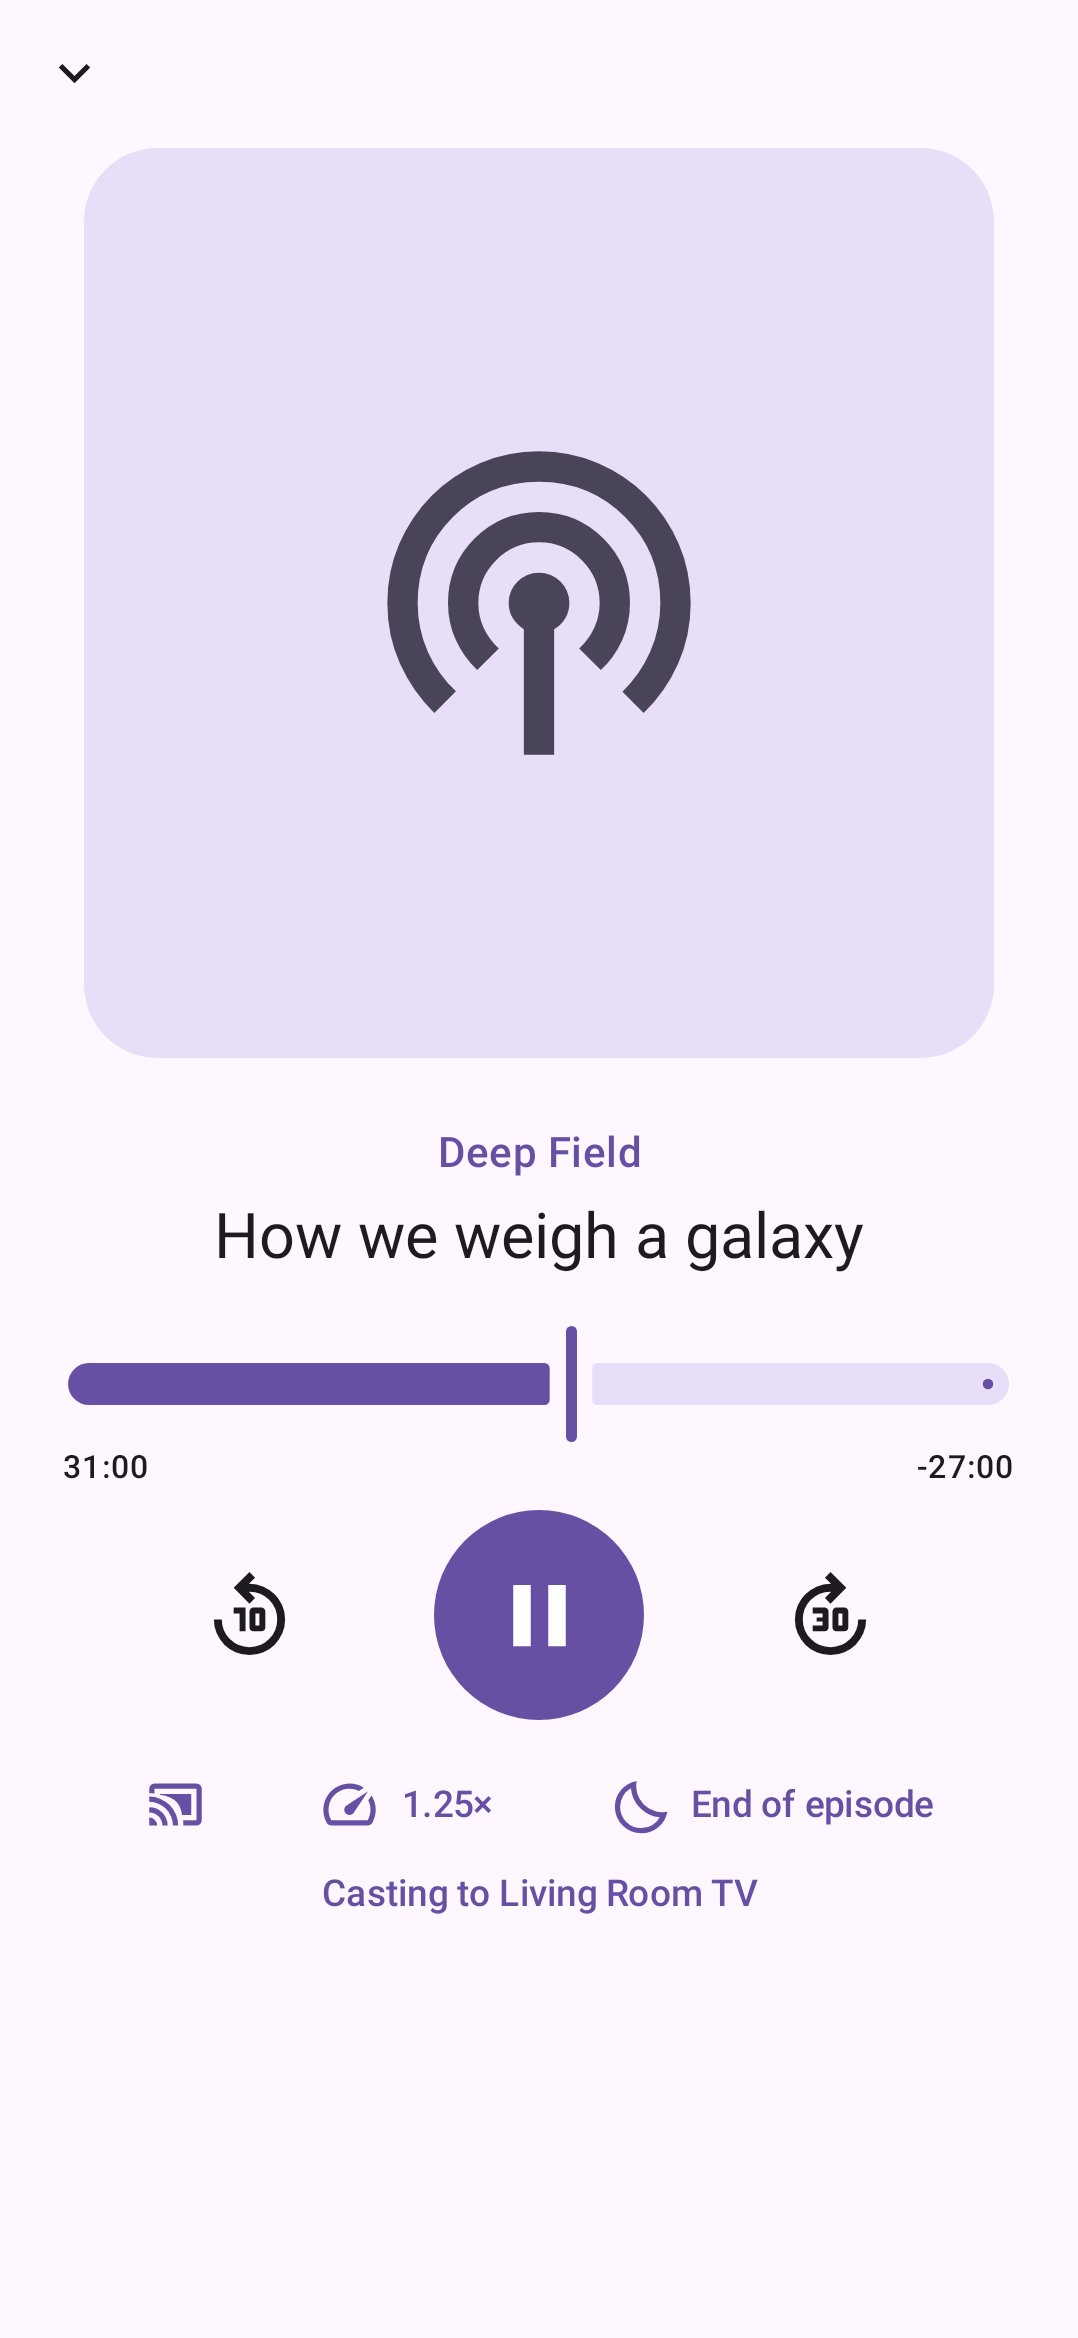 Deep Field
How we weigh a galaxy
31:00
-27:00
10
30
1.25×
End of episode
Casting to Living Room TV